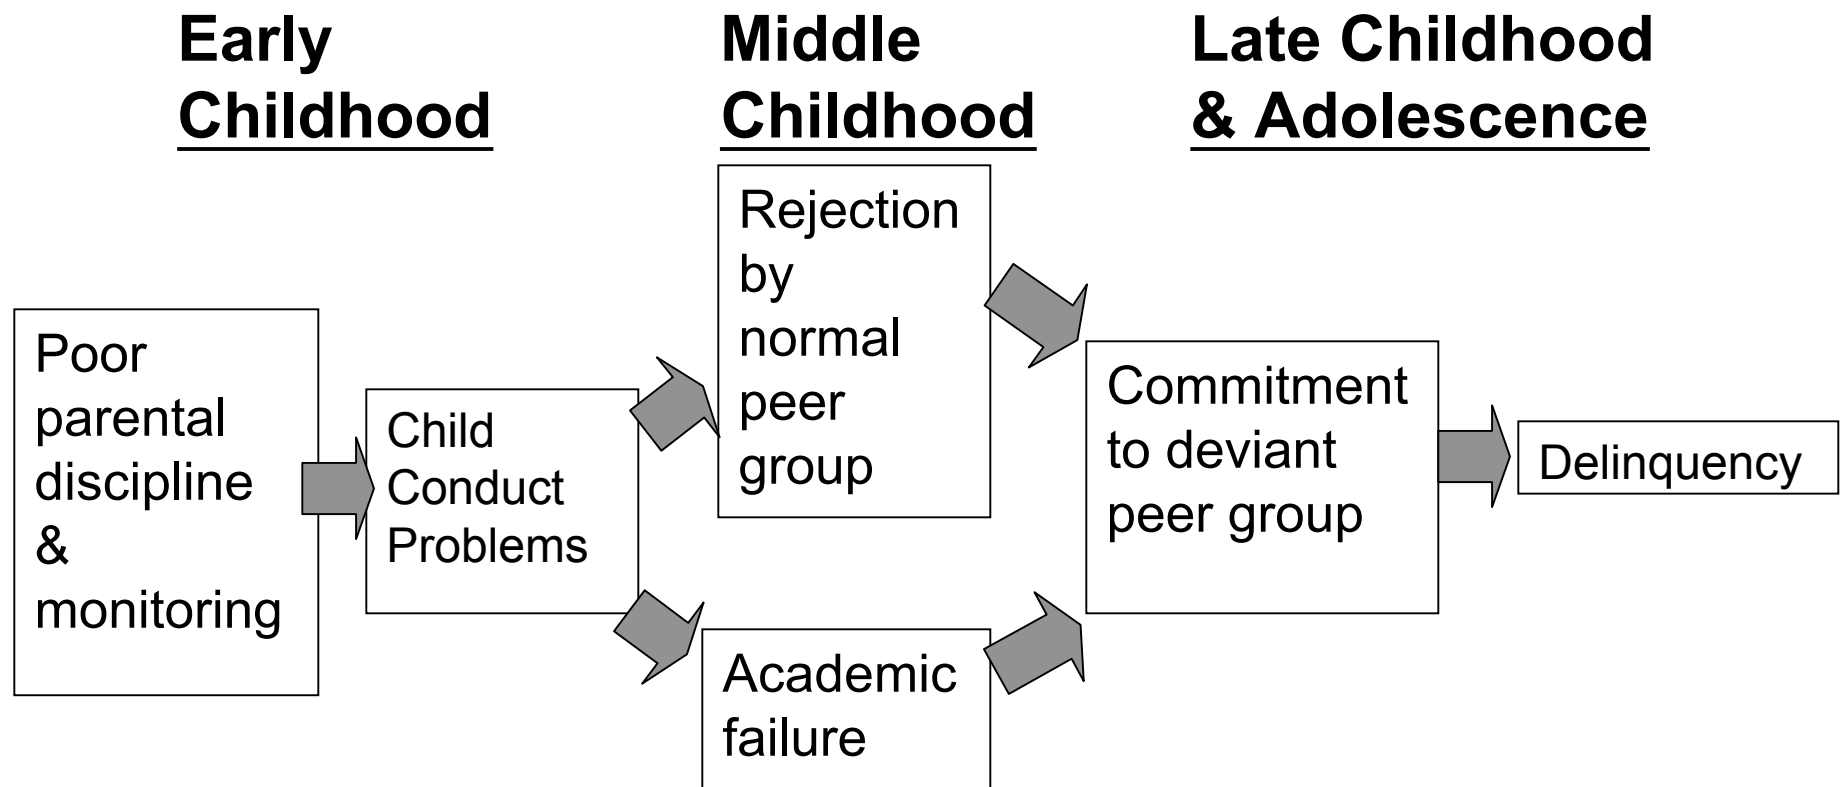 Early
Childhood
Middle
Childhood
Late Childhood
& Adolescence
Poor
parental
discipline
&
monitoring
Child
Conduct
Problems
Rejection
by
normal
peer
group
Academic
failure
Commitment
to deviant
peer group
Delinquency